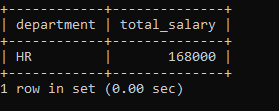 +------------+--------------+
| department | total_salary |
+------------+--------------+
| HR         |       168000 |
+------------+--------------+
1 row in set (0.00 sec)